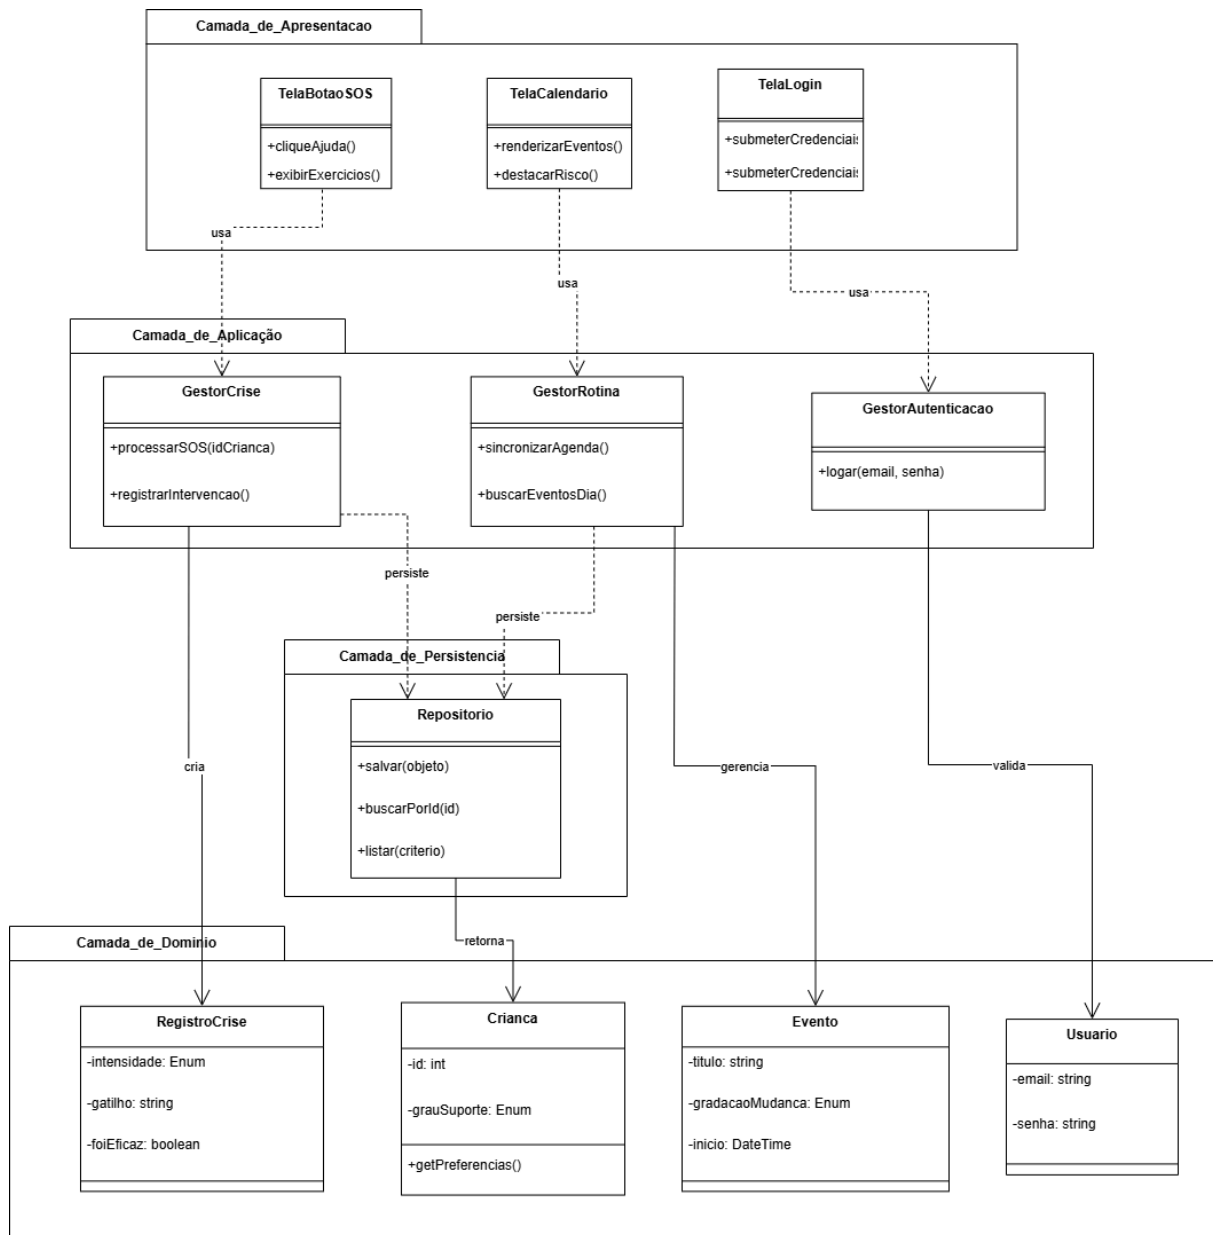 Camada_de_Apresentacao
TelaBotaoSOS
+cliqueAjuda()
+exibirExercicios()
TelaCalendario
+renderizarEventos()
+destacarRisco()
TelaLogin
+submeterCredenciais
+submeterCredenciais
usa
usa
usa
Camada_de_Aplicação
GestorCrise
+processarSOS(idCrianca)
+registrarIntervencao()
GestorRotina
+sincronizarAgenda()
+buscarEventosDia()
GestorAutenticacao
+logar(email, senha)
persiste
persiste
Camada_de_Persistencia
Repositorio
+salvar(objeto)
+buscarPorId(id)
+listar(criterio)
cria
gerencia
valida
retorna
Camada_de_Dominio
RegistroCrise
-intensidade: Enum
-gatilho: string
-foiEficaz: boolean
Crianca
-id: int
-grauSuporte: Enum
+getPreferencias()
Evento
-titulo: string
-gradacaoMudanca: Enum
-inicio: DateTime
Usuario
-email: string
-senha: string